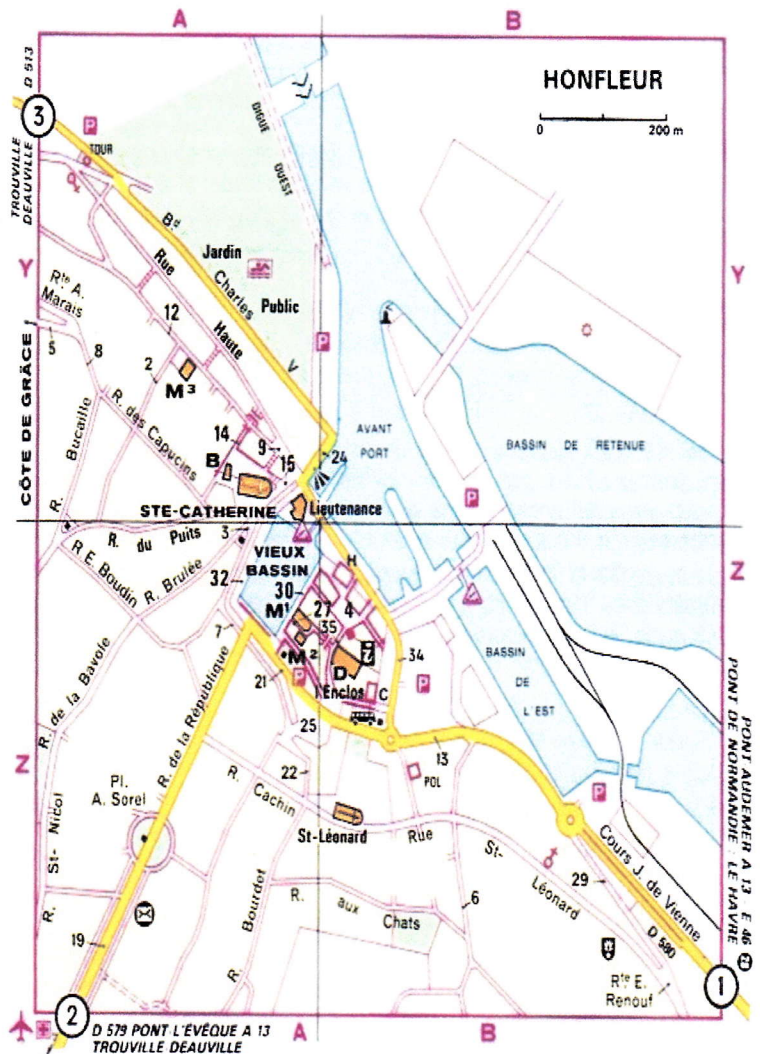 A
B
HONFLEUR
0 200 m
D 513
3
TROUVILLE
DEAUVILLE
P
TOUR
DIGUE
OUEST
Bd
Charles
V
Rue
Haute
Jardin
Public
Y
Y
Rte A.
Marais
12
5
8
2
M3
P
CÔTE DE GRÂCE
R. des Capucins
14
9
15
24
AVANT
PORT
BASSIN DE RETENUE
R. Bucaille
B
P
STE-CATHERINE
Lieutenance
R. du Puits
3
VIEUX
BASSIN
H
Z
R. E. Boudin
R. Brulée
32
30
M1
27
4
35
7
M2
D
34
BASSIN
DE
L'EST
21
P
l'Enclos
C
P
R. de la Bavole
R. de la République
25
13
Z
22
POL
P
Pl.
A. Sorel
R. Cachin
St-Léonard
Rue
St-
Léonard
R. St-Nicol
R. Bourdet
R. aux Chats
6
29
Cours J. de Vienne
D 580
19
Rte E.
Renouf
PONT AUDEMER A 13 - E 46
PONT DE NORMANDIE : LE HAVRE
1
2
D 579 PONT L'ÉVÊQUE A 13
TROUVILLE DEAUVILLE
A
B